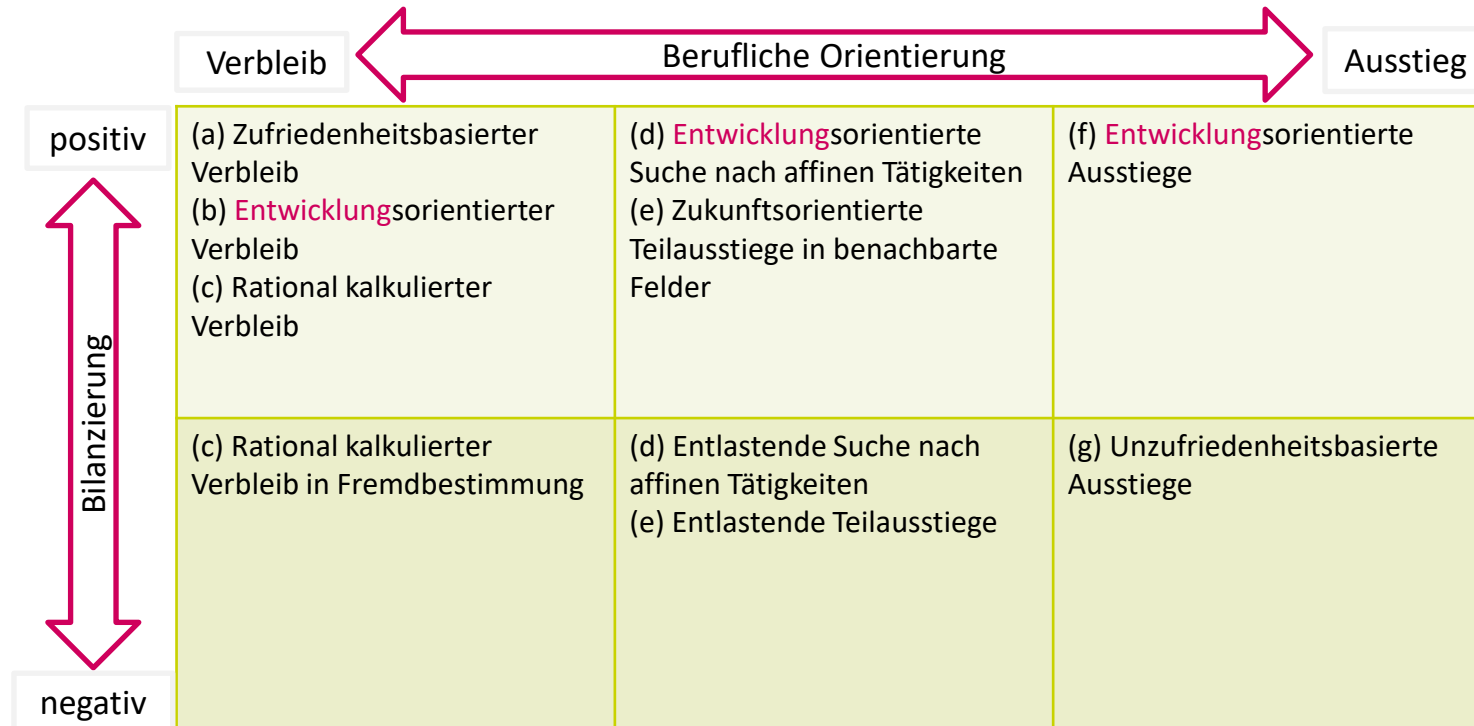 Verbleib
Berufliche Orientierung
Ausstieg
positiv
(a) Zufriedenheitsbasierter
Verbleib
(b) Entwicklungsorientierter
Verbleib
(c) Rational kalkulierter
Verbleib
(d) Entwicklungsorientierte
Suche nach affinen Tätigkeiten
(e) Zukunftsorientierte
Teilausstiege in benachbarte
Felder
(f) Entwicklungsorientierte
Ausstiege
Bilanzierung
(c) Rational kalkulierter
Verbleib in Fremdbestimmung
(d) Entlastende Suche nach
affinen Tätigkeiten
(e) Entlastende Teilausstiege
(g) Unzufriedenheitsbasierte
Ausstiege
negativ